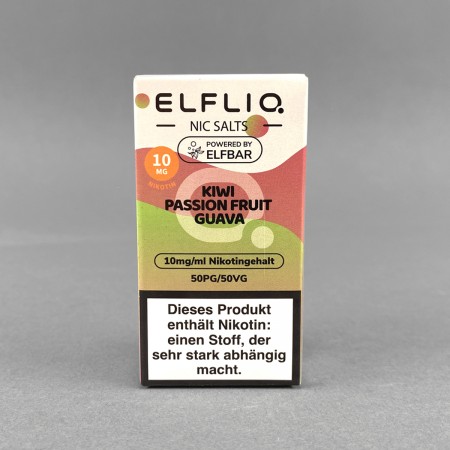 ELFLIQ
NIC SALTS
POWERED BY
ELFBAR
10
MG
NIKOTIN
KIWI
PASSION FRUIT
GUAVA
10mg/ml Nikotingehalt
50PG/50VG
Dieses Produkt
enthält Nikotin:
einen Stoff, der
sehr stark abhängig
macht.